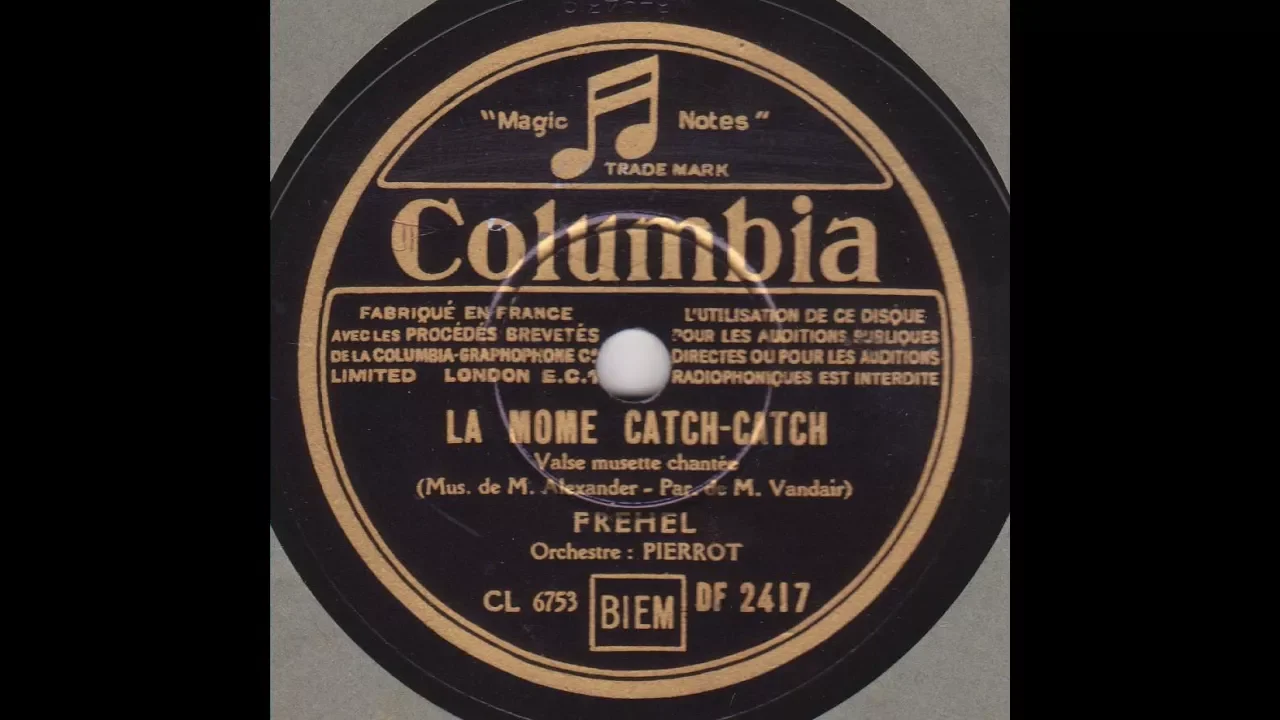 "Magic Notes"
TRADE MARK
Columbia
FABRIQUÉ EN FRANCE
AVEC LES PROCÉDÉS BREVETÉS
DE LA COLUMBIA-GRAPHOPHONE Co
LIMITED LONDON E.C.1
L'UTILISATION DE CE DISQUE
POUR LES AUDITIONS PUBLIQUES
DIRECTES OU POUR LES AUDITIONS
RADIOPHONIQUES EST INTERDITE
LA MOME CATCH-CATCH
Valse musette chantée
(Mus. de M. Alexander - Par. de M. Vandair)
FREHEL
Orchestre : PIERROT
CL 6753 BIEM DF 2417